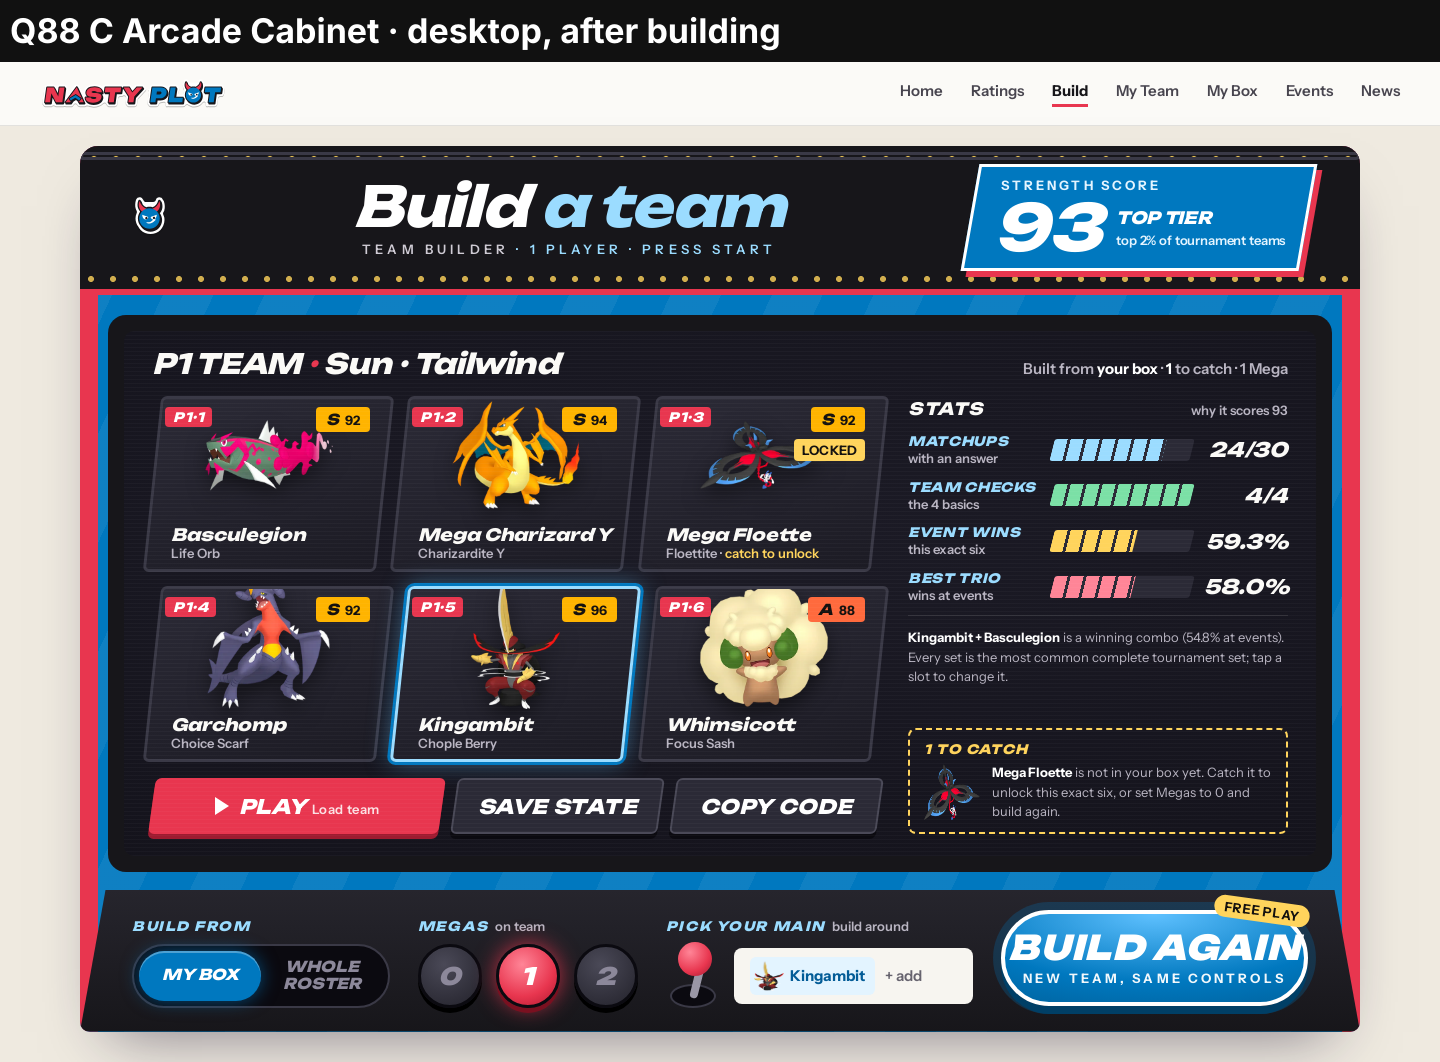 Q88 C Arcade Cabinet · desktop, after building
NASTY PLOT
Home Ratings Build My Team My Box Events News
Build a team
TEAM BUILDER · 1 PLAYER · PRESS START
STRENGTH SCORE
93 TOP TIER
top 2% of tournament teams
P1 TEAM · Sun · Tailwind
Built from your box · 1 to catch · 1 Mega
P1·1 S 92
Basculegion
Life Orb
P1·2 S 94
Mega Charizard Y
Charizardite Y
P1·3 S 92
LOCKED
Mega Floette
Floettite · catch to unlock
P1·4 S 92
Garchomp
Choice Scarf
P1·5 S 96
Kingambit
Chople Berry
P1·6 A 88
Whimsicott
Focus Sash
PLAY Load team
SAVE STATE
COPY CODE
STATS why it scores 93
MATCHUPS
with an answer
24/30
TEAM CHECKS
the 4 basics
4/4
EVENT WINS
this exact six
59.3%
BEST TRIO
wins at events
58.0%
Kingambit + Basculegion is a winning combo (54.8% at events).
Every set is the most common complete tournament set; tap a
slot to change it.
1 TO CATCH
Mega Floette is not in your box yet. Catch it to
unlock this exact six, or set Megas to 0 and
build again.
BUILD FROM
MY BOX
WHOLE
ROSTER
MEGAS on team
0 1 2
PICK YOUR MAIN build around
Kingambit + add
FREE PLAY
BUILD AGAIN
NEW TEAM, SAME CONTROLS